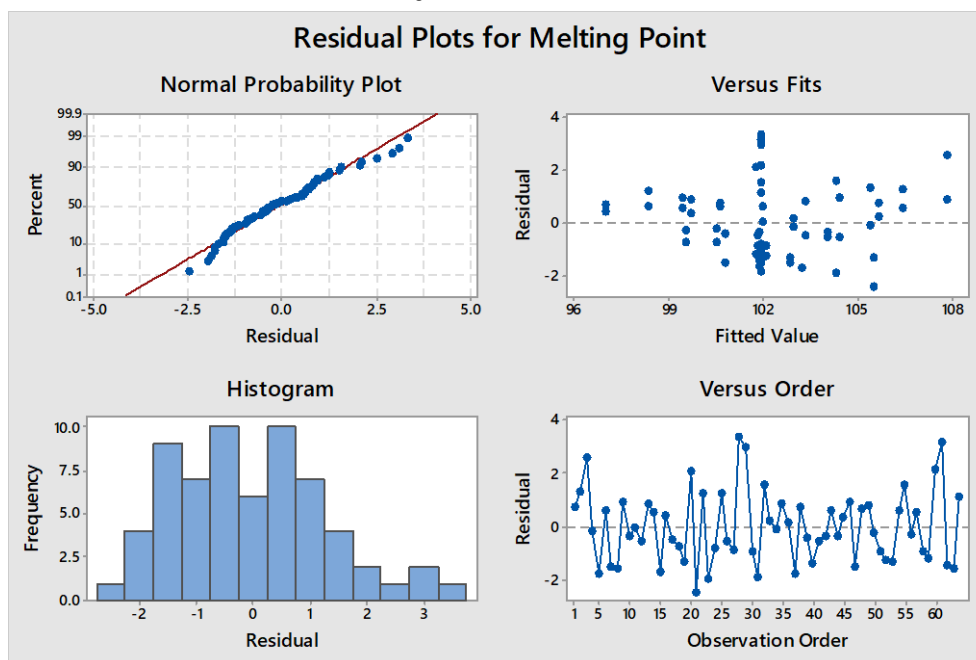 Residual Plots for Melting Point
Normal Probability Plot
99.9
99
90
50
10
1
0.1
Percent
-5.0 -2.5 0.0 2.5 5.0
Residual
Versus Fits
4
2
0
-2
Residual
96 99 102 105 108
Fitted Value
Histogram
10.0
7.5
5.0
2.5
0.0
Frequency
-2 -1 0 1 2 3
Residual
Versus Order
4
2
0
-2
Residual
1 5 10 15 20 25 30 35 40 45 50 55 60
Observation Order